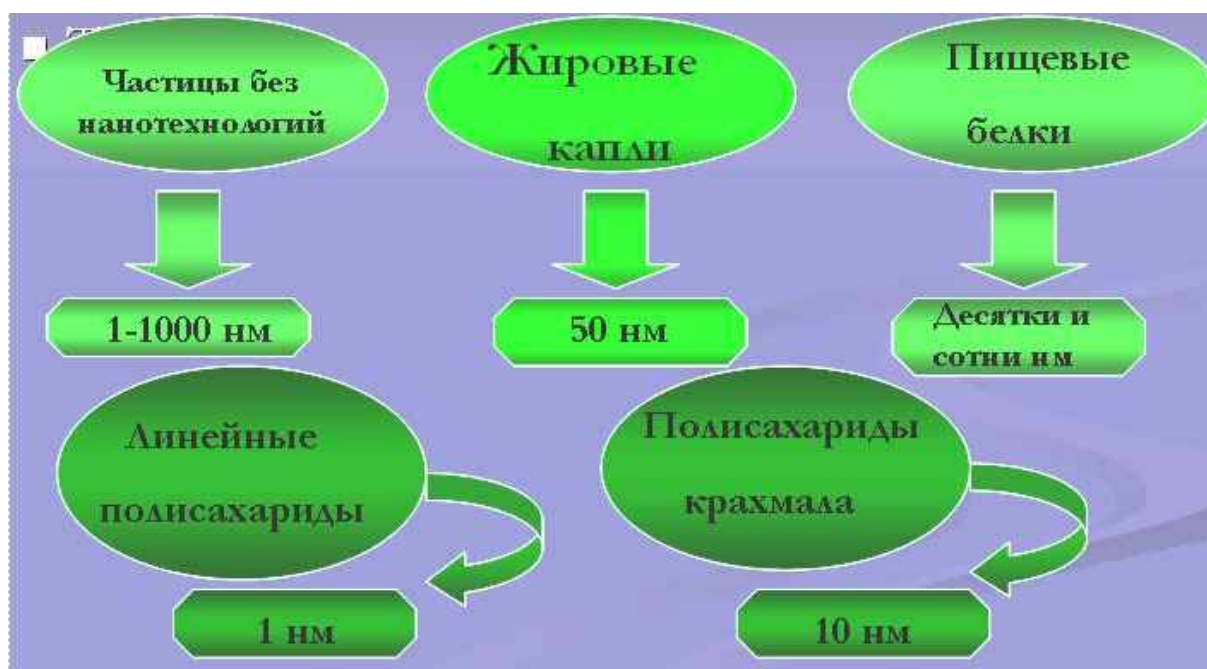 Частицы без
нанотехнологий
Жировые
капли
Пищевые
белки
1-1000 нм
50 нм
Десятки и
сотни нм
Линейные
полисахариды
Полисахариды
крахмала
1 нм
10 нм